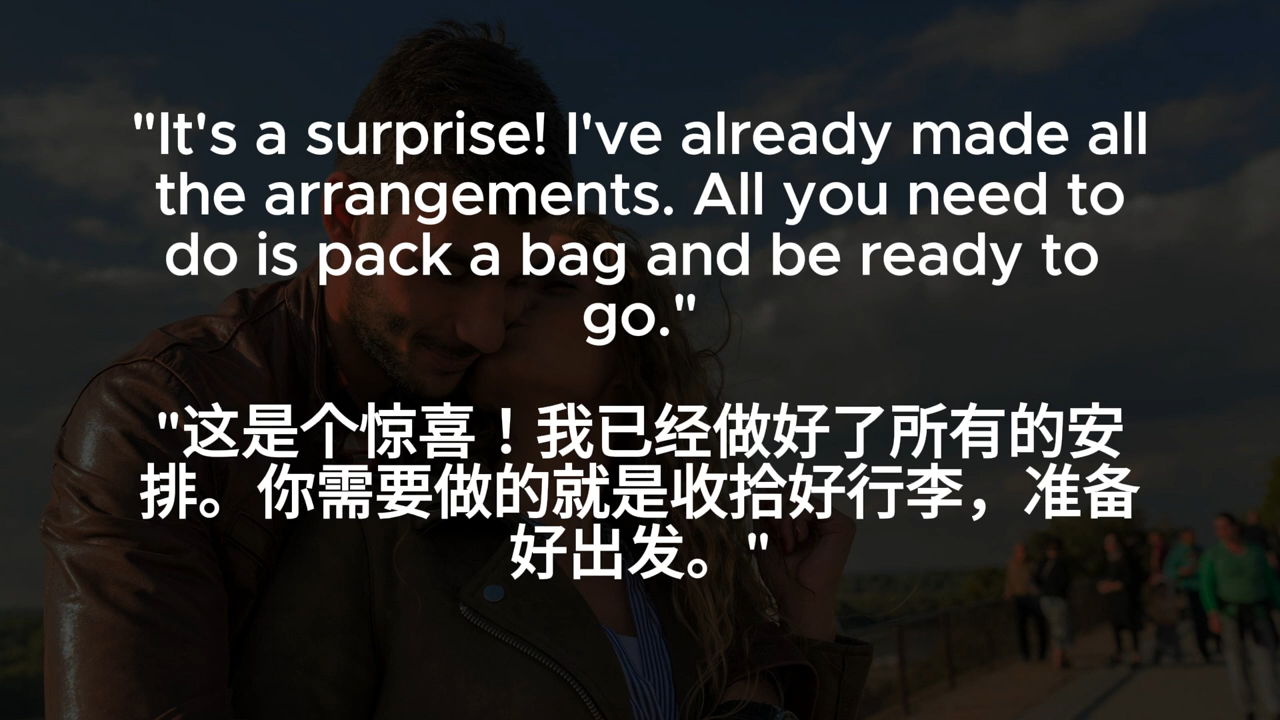 "It's a surprise! I've already made all
the arrangements. All you need to
do is pack a bag and be ready to
go."
"这是个惊喜！我已经做好了所有的安
排。你需要做的就是收拾好行李，准备
好出发。"